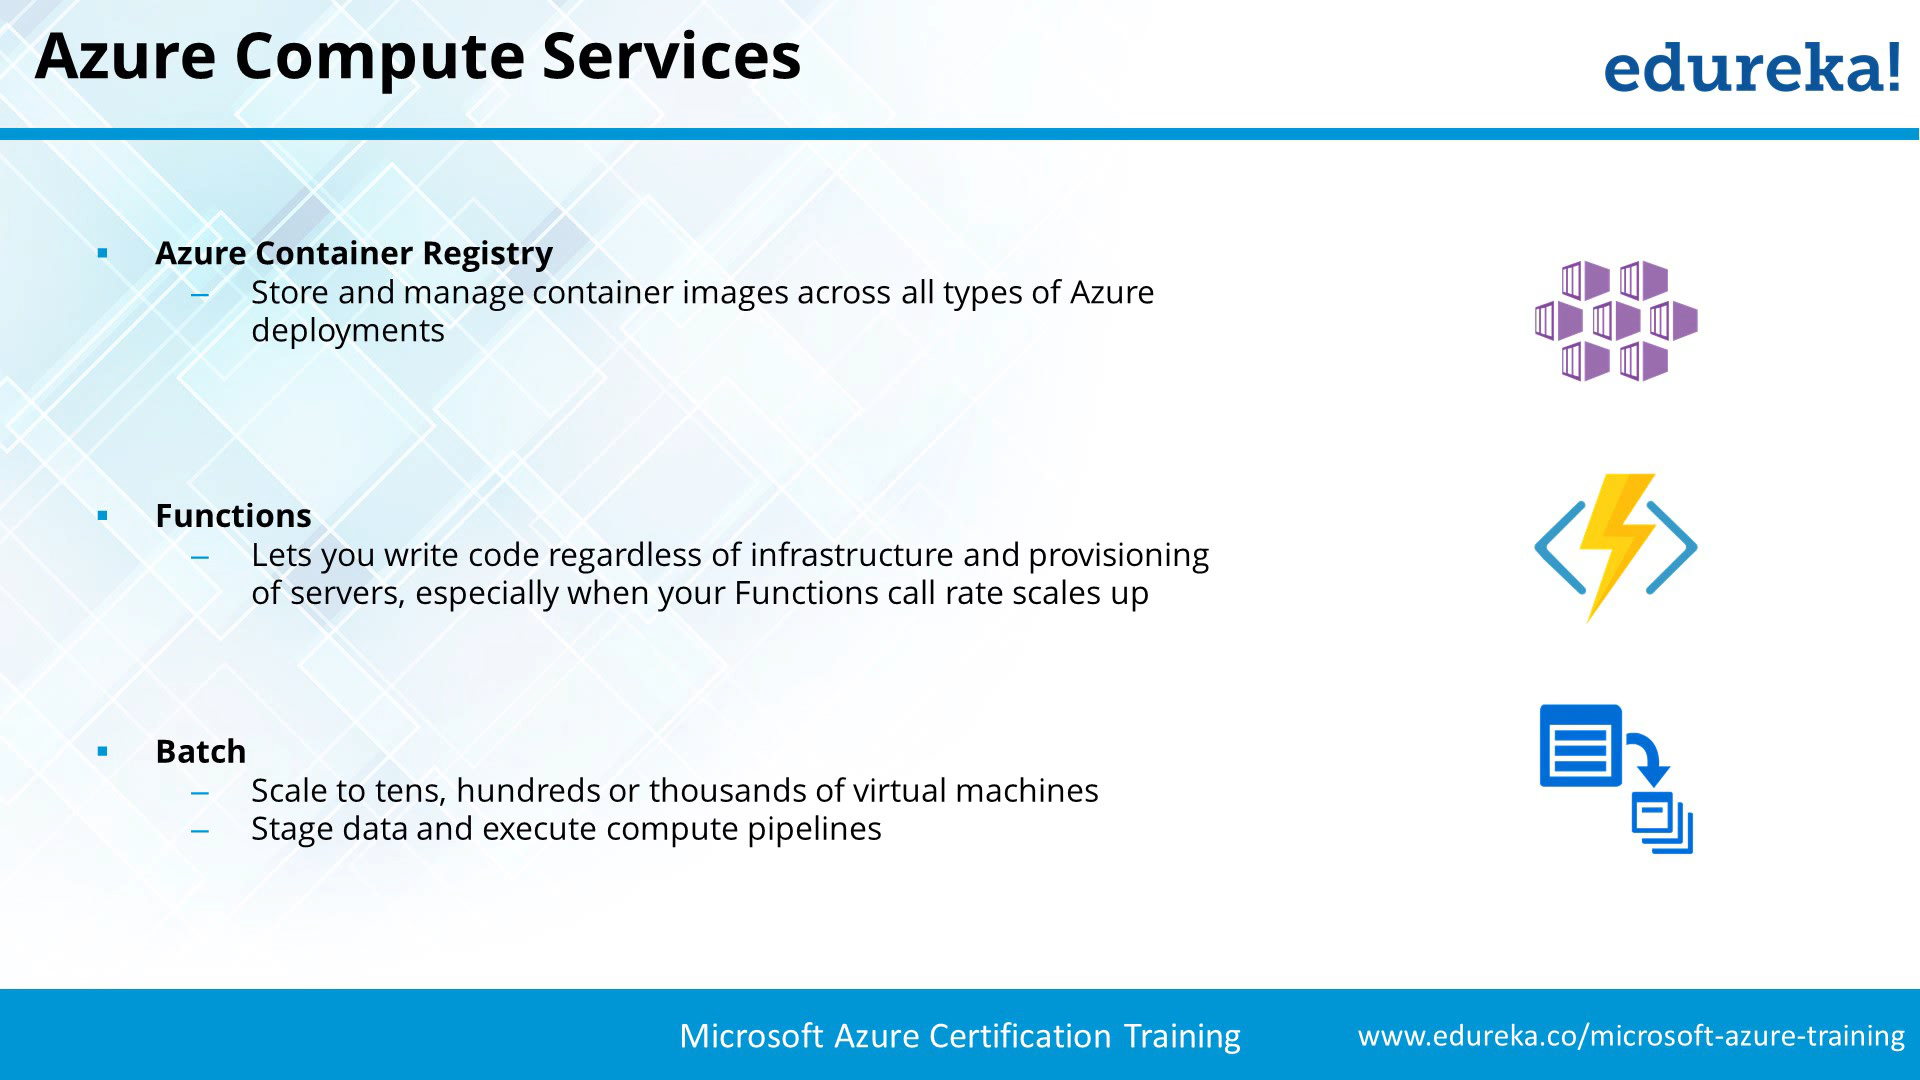 Azure Compute Services
edureka!
▪ Azure Container Registry
– Store and manage container images across all types of Azure
deployments
▪ Functions
– Lets you write code regardless of infrastructure and provisioning
of servers, especially when your Functions call rate scales up
▪ Batch
– Scale to tens, hundreds or thousands of virtual machines
– Stage data and execute compute pipelines
Microsoft Azure Certification Training
www.edureka.co/microsoft-azure-training